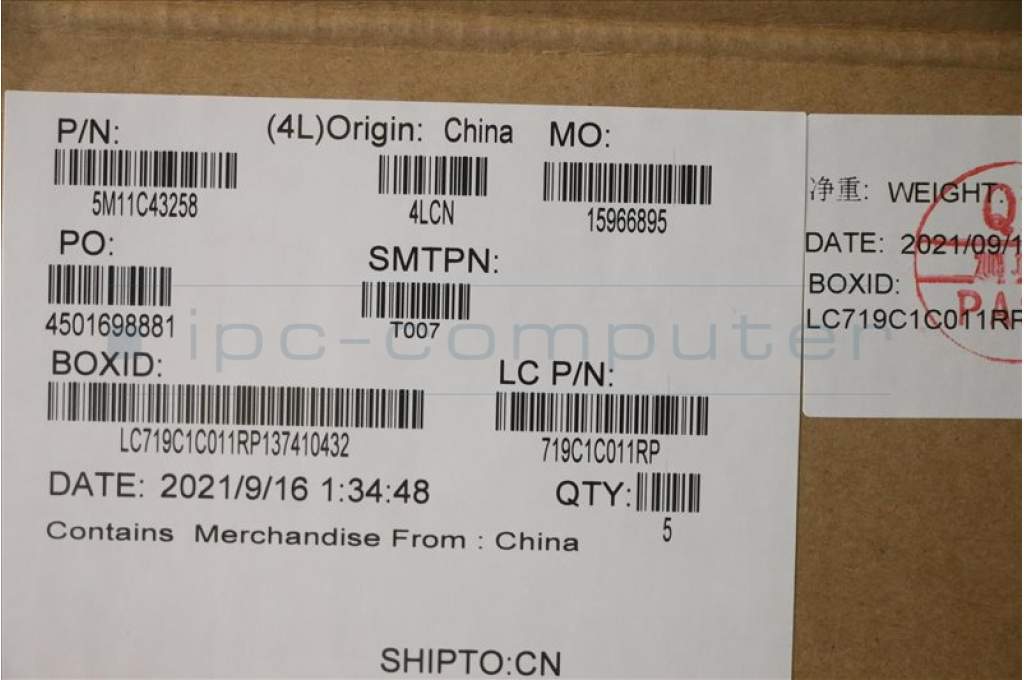 P/N: (4L)Origin: China MO:
5M11C43258 4LCN 15966895
PO: SMTPN:
4501698881 T007
BOXID: LC P/N:
LC719C1C011RP137410432 719C1C011RP
DATE: 2021/9/16 1:34:48 QTY:
5
Contains Merchandise From : China
SHIPTO:CN
净重: WEIGHT:
DATE: 2021/09/1
BOXID:
LC719C1C011RP
ipc-computer